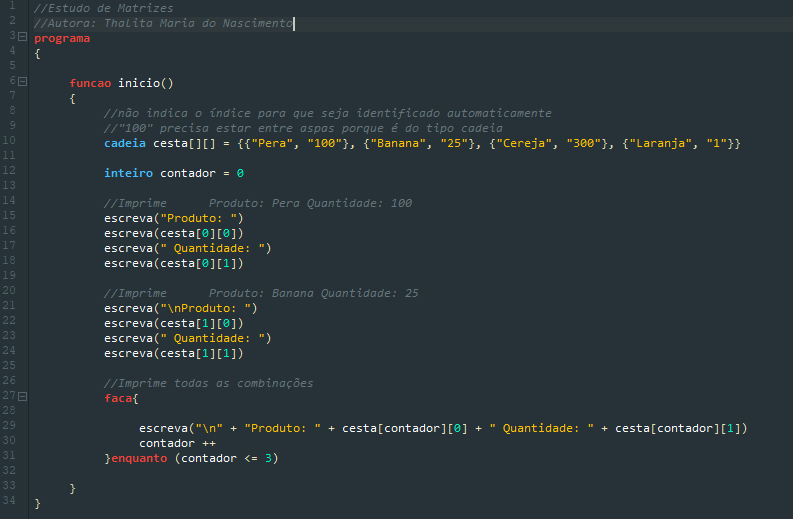 1 //Estudo de Matrizes
2 //Autora: Thalita Maria do Nascimento
3 programa
4 {
5
6 funcao inicio()
7 {
8 //não indica o índice para que seja identificado automaticamente
9 //"100" precisa estar entre aspas porque é do tipo cadeia
10 cadeia cesta[][] = {{"Pera", "100"}, {"Banana", "25"}, {"Cereja", "300"}, {"Laranja", "1"}}
11
12 inteiro contador = 0
13
14 //Imprime Produto: Pera Quantidade: 100
15 escreva("Produto: ")
16 escreva(cesta[0][0])
17 escreva(" Quantidade: ")
18 escreva(cesta[0][1])
19
20 //Imprime Produto: Banana Quantidade: 25
21 escreva("\nProduto: ")
22 escreva(cesta[1][0])
23 escreva(" Quantidade: ")
24 escreva(cesta[1][1])
25
26 //Imprime todas as combinações
27 faca{
28
29 escreva("\n" + "Produto: " + cesta[contador][0] + " Quantidade: " + cesta[contador][1])
30 contador ++
31 }enquanto (contador <= 3)
32
33 }
34 }